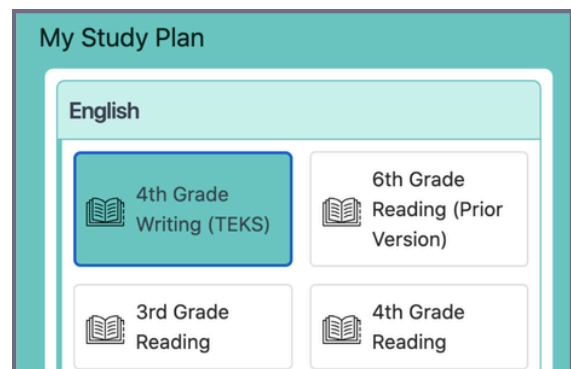 My Study Plan
English
4th Grade
Writing (TEKS)
6th Grade
Reading (Prior
Version)
3rd Grade
Reading
4th Grade
Reading